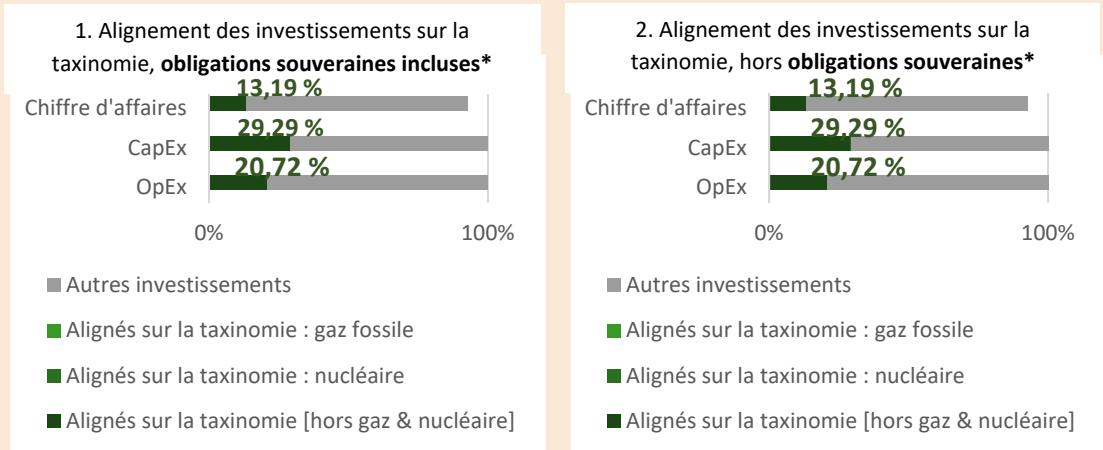 1. Alignement des investissements sur la
taxinomie, obligations souveraines incluses*
13,19 %
Chiffre d'affaires
29,29 %
CapEx
20,72 %
OpEx
0%
100%
Autres investissements
Alignés sur la taxinomie : gaz fossile
Alignés sur la taxinomie : nucléaire
Alignés sur la taxinomie [hors gaz & nucléaire]
2. Alignement des investissements sur la
taxinomie, hors obligations souveraines*
13,19 %
Chiffre d'affaires
29,29 %
CapEx
20,72 %
OpEx
0%
100%
Autres investissements
Alignés sur la taxinomie : gaz fossile
Alignés sur la taxinomie : nucléaire
Alignés sur la taxinomie [hors gaz & nucléaire]